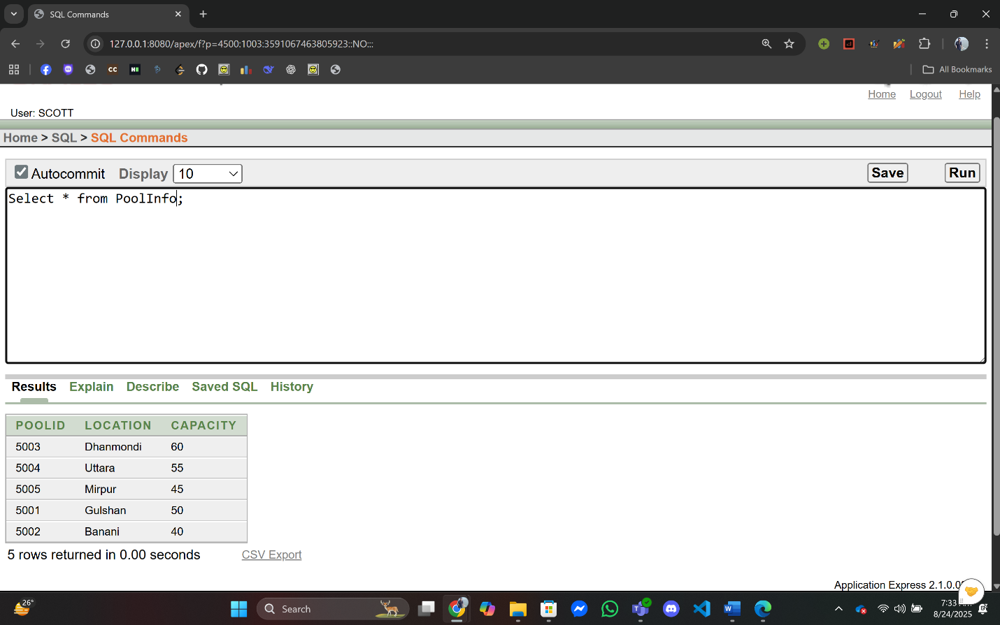 SQL Commands
127.0.0.1:8080/apex/f?p=4500:1003:3591067463805923::NO:::
All Bookmarks
Home Logout Help
User: SCOTT
Home > SQL > SQL Commands
Autocommit Display 10 Save Run
Select * from PoolInfo;
Results Explain Describe Saved SQL History
POOLID LOCATION CAPACITY
5003 Dhanmondi 60
5004 Uttara 55
5005 Mirpur 45
5001 Gulshan 50
5002 Banani 40
5 rows returned in 0.00 seconds CSV Export
Application Express 2.1.0.0
26°
Search
7:33
8/24/2025